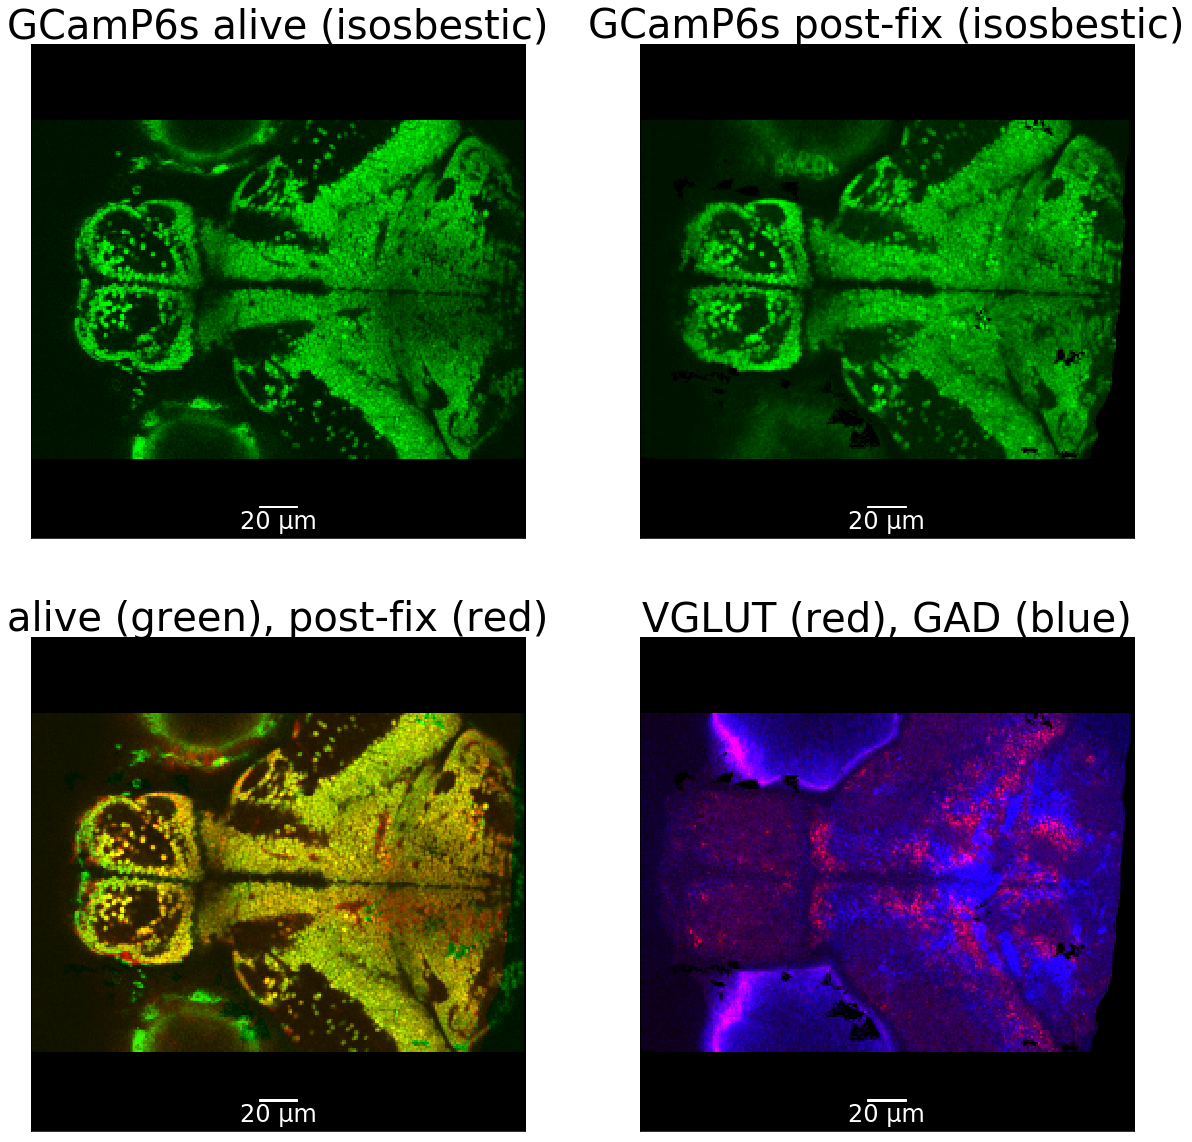 GCamP6s alive (isosbestic)
GCamP6s post-fix (isosbestic)
20 µm
20 µm
alive (green), post-fix (red)
VGLUT (red), GAD (blue)
20 µm
20 µm